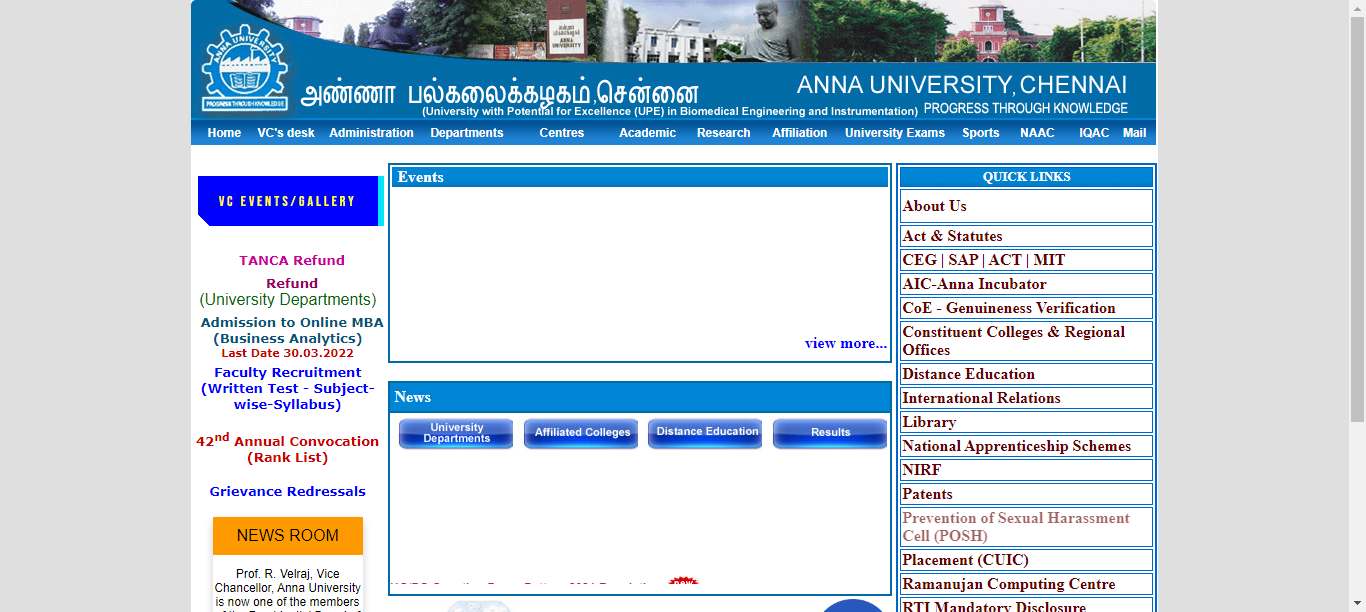 ANNA UNIVERSITY
PROGRESS THROUGH KNOWLEDGE
ANNA
UNIVERSITY
அண்ணா பல்கலைக்கழகம்,சென்னை
ANNA UNIVERSITY, CHENNAI
(University with Potential for Excellence (UPE) in Biomedical Engineering and Instrumentation)
PROGRESS THROUGH KNOWLEDGE
Home VC's desk Administration Departments Centres Academic Research Affiliation University Exams Sports NAAC IQAC Mail
VC EVENTS/GALLERY
TANCA Refund
Refund
(University Departments)
Admission to Online MBA
(Business Analytics)
Last Date 30.03.2022
Faculty Recruitment
(Written Test - Subject-
wise-Syllabus)
42nd Annual Convocation
(Rank List)
Grievance Redressals
NEWS ROOM
Prof. R. Velraj, Vice
Chancellor, Anna University
is now one of the members
Events
view more...
News
University
Departments
Affiliated Colleges
Distance Education
Results
QUICK LINKS
About Us
Act & Statutes
CEG | SAP | ACT | MIT
AIC-Anna Incubator
CoE - Genuineness Verification
Constituent Colleges & Regional
Offices
Distance Education
International Relations
Library
National Apprenticeship Schemes
NIRF
Patents
Prevention of Sexual Harassment
Cell (POSH)
Placement (CUIC)
Ramanujan Computing Centre
RTI Mandatory Disclosure